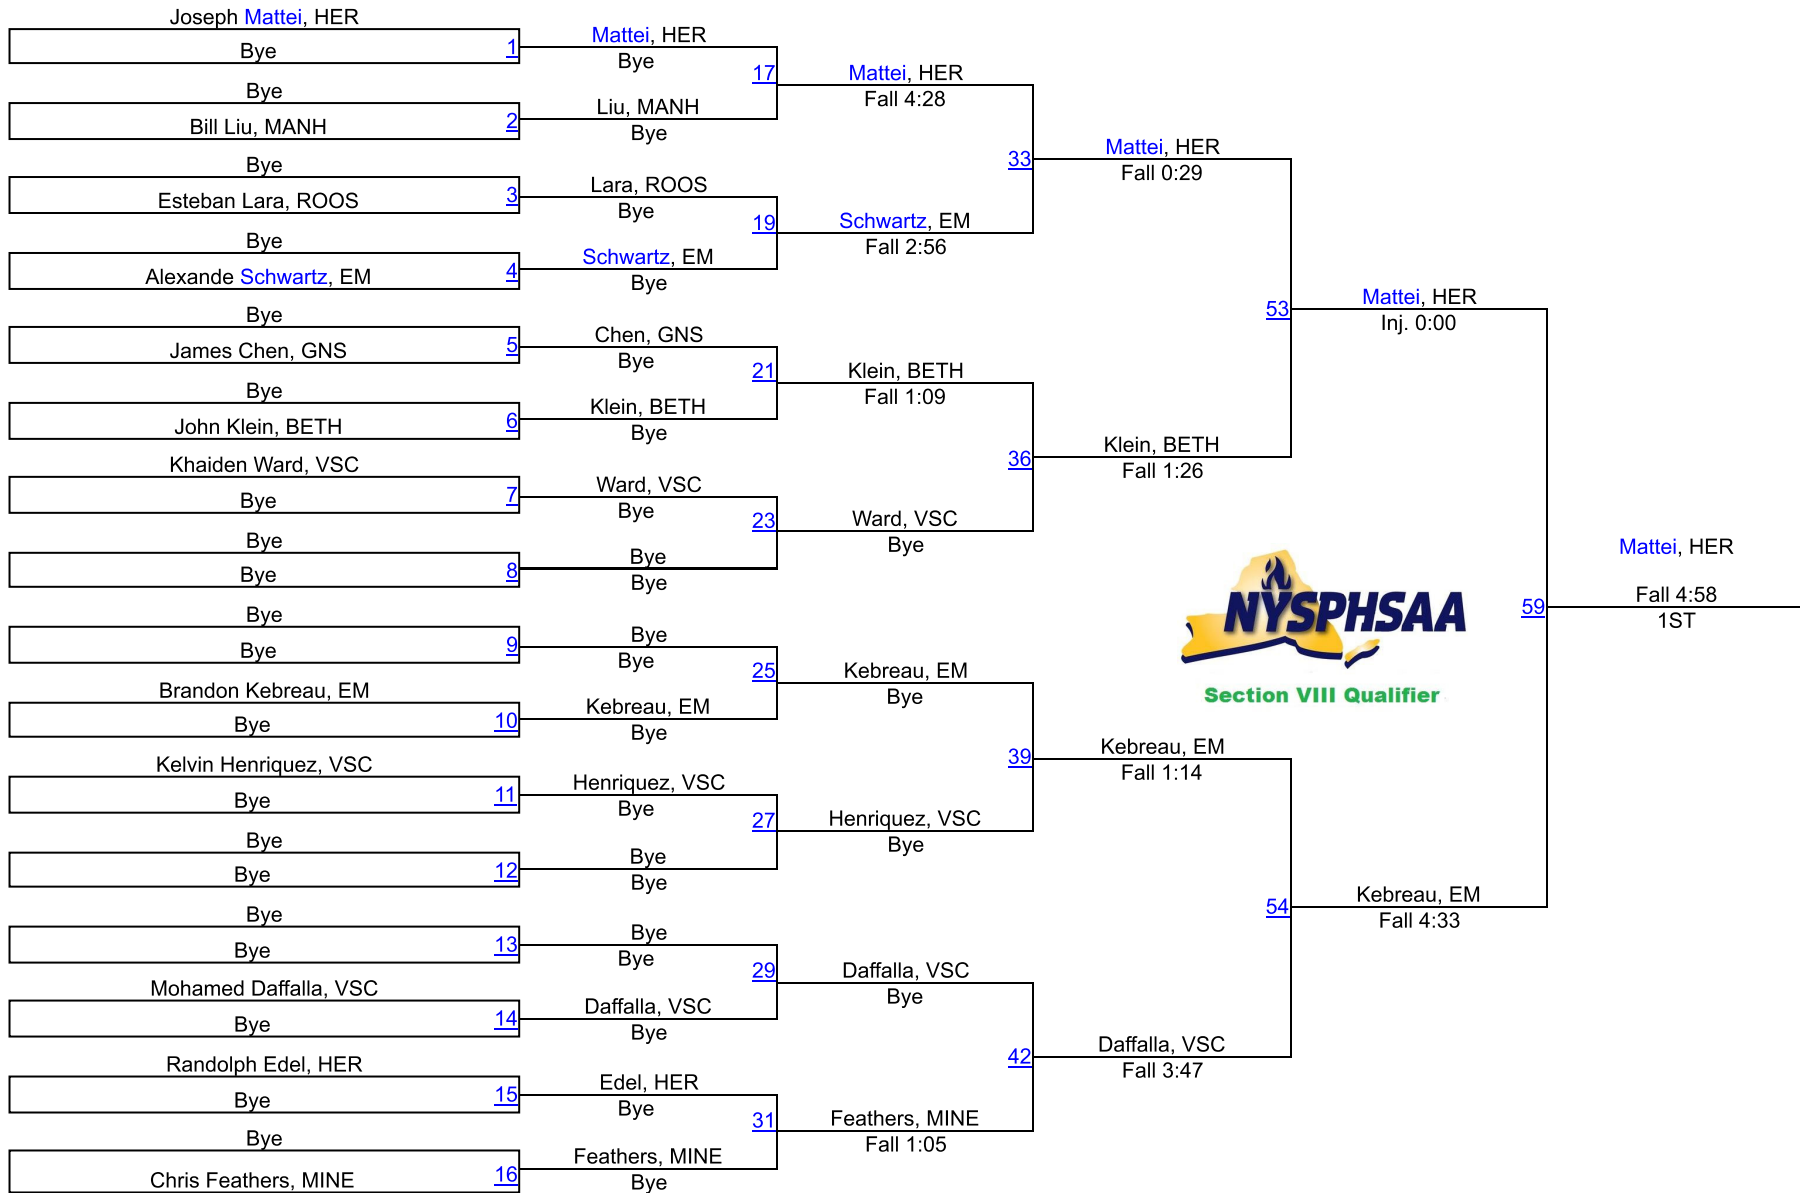 Joseph Mattei, HER
Bye
1
Bye
Bill Liu, MANH
2
Bye
Esteban Lara, ROOS
3
Bye
Alexande Schwartz, EM
4
Bye
James Chen, GNS
5
Bye
John Klein, BETH
6
Khaiden Ward, VSC
Bye
7
Bye
Bye
8
Bye
Bye
9
Brandon Kebreau, EM
Bye
10
Kelvin Henriquez, VSC
Bye
11
Bye
Bye
12
Bye
Bye
13
Mohamed Daffalla, VSC
Bye
14
Randolph Edel, HER
Bye
15
Bye
Chris Feathers, MINE
16
Mattei, HER
Bye
17
Liu, MANH
Bye
Lara, ROOS
Bye
19
Schwartz, EM
Bye
Chen, GNS
Bye
21
Klein, BETH
Bye
Ward, VSC
Bye
23
Bye
Bye
Bye
Bye
25
Kebreau, EM
Bye
Henriquez, VSC
Bye
27
Bye
Bye
Bye
Bye
29
Daffalla, VSC
Bye
Edel, HER
Bye
31
Feathers, MINE
Bye
Mattei, HER
Fall 4:28
33
Schwartz, EM
Fall 2:56
Klein, BETH
Fall 1:09
36
Ward, VSC
Bye
Kebreau, EM
Bye
39
Henriquez, VSC
Bye
Daffalla, VSC
Bye
42
Feathers, MINE
Fall 1:05
Mattei, HER
Fall 0:29
53
Klein, BETH
Fall 1:26
Kebreau, EM
Fall 1:14
54
Daffalla, VSC
Fall 3:47
Mattei, HER
Inj. 0:00
NYSPHSAA
Section VIII Qualifier
59
Kebreau, EM
Fall 4:33
Mattei, HER
Fall 4:58
1ST